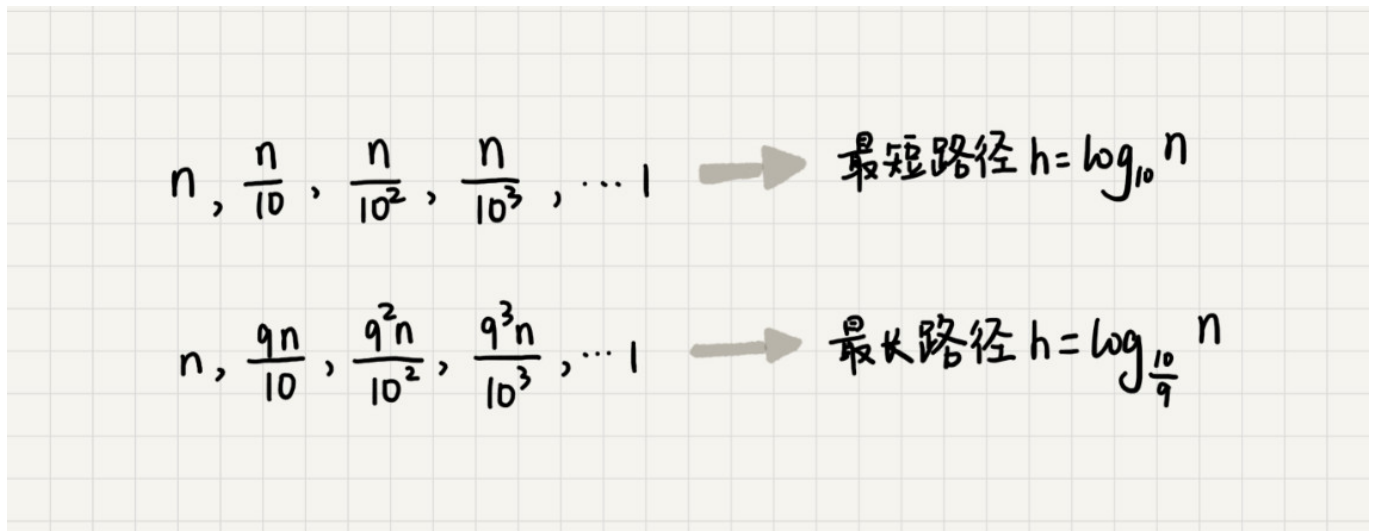 n, n/10, n/10², n/10³, ⋯ 1 最短路径 h = log₁₀ n
n, 9n/10, 9²n/10², 9³n/10³, ⋯ 1 最长路径 h = log_{10/9} n